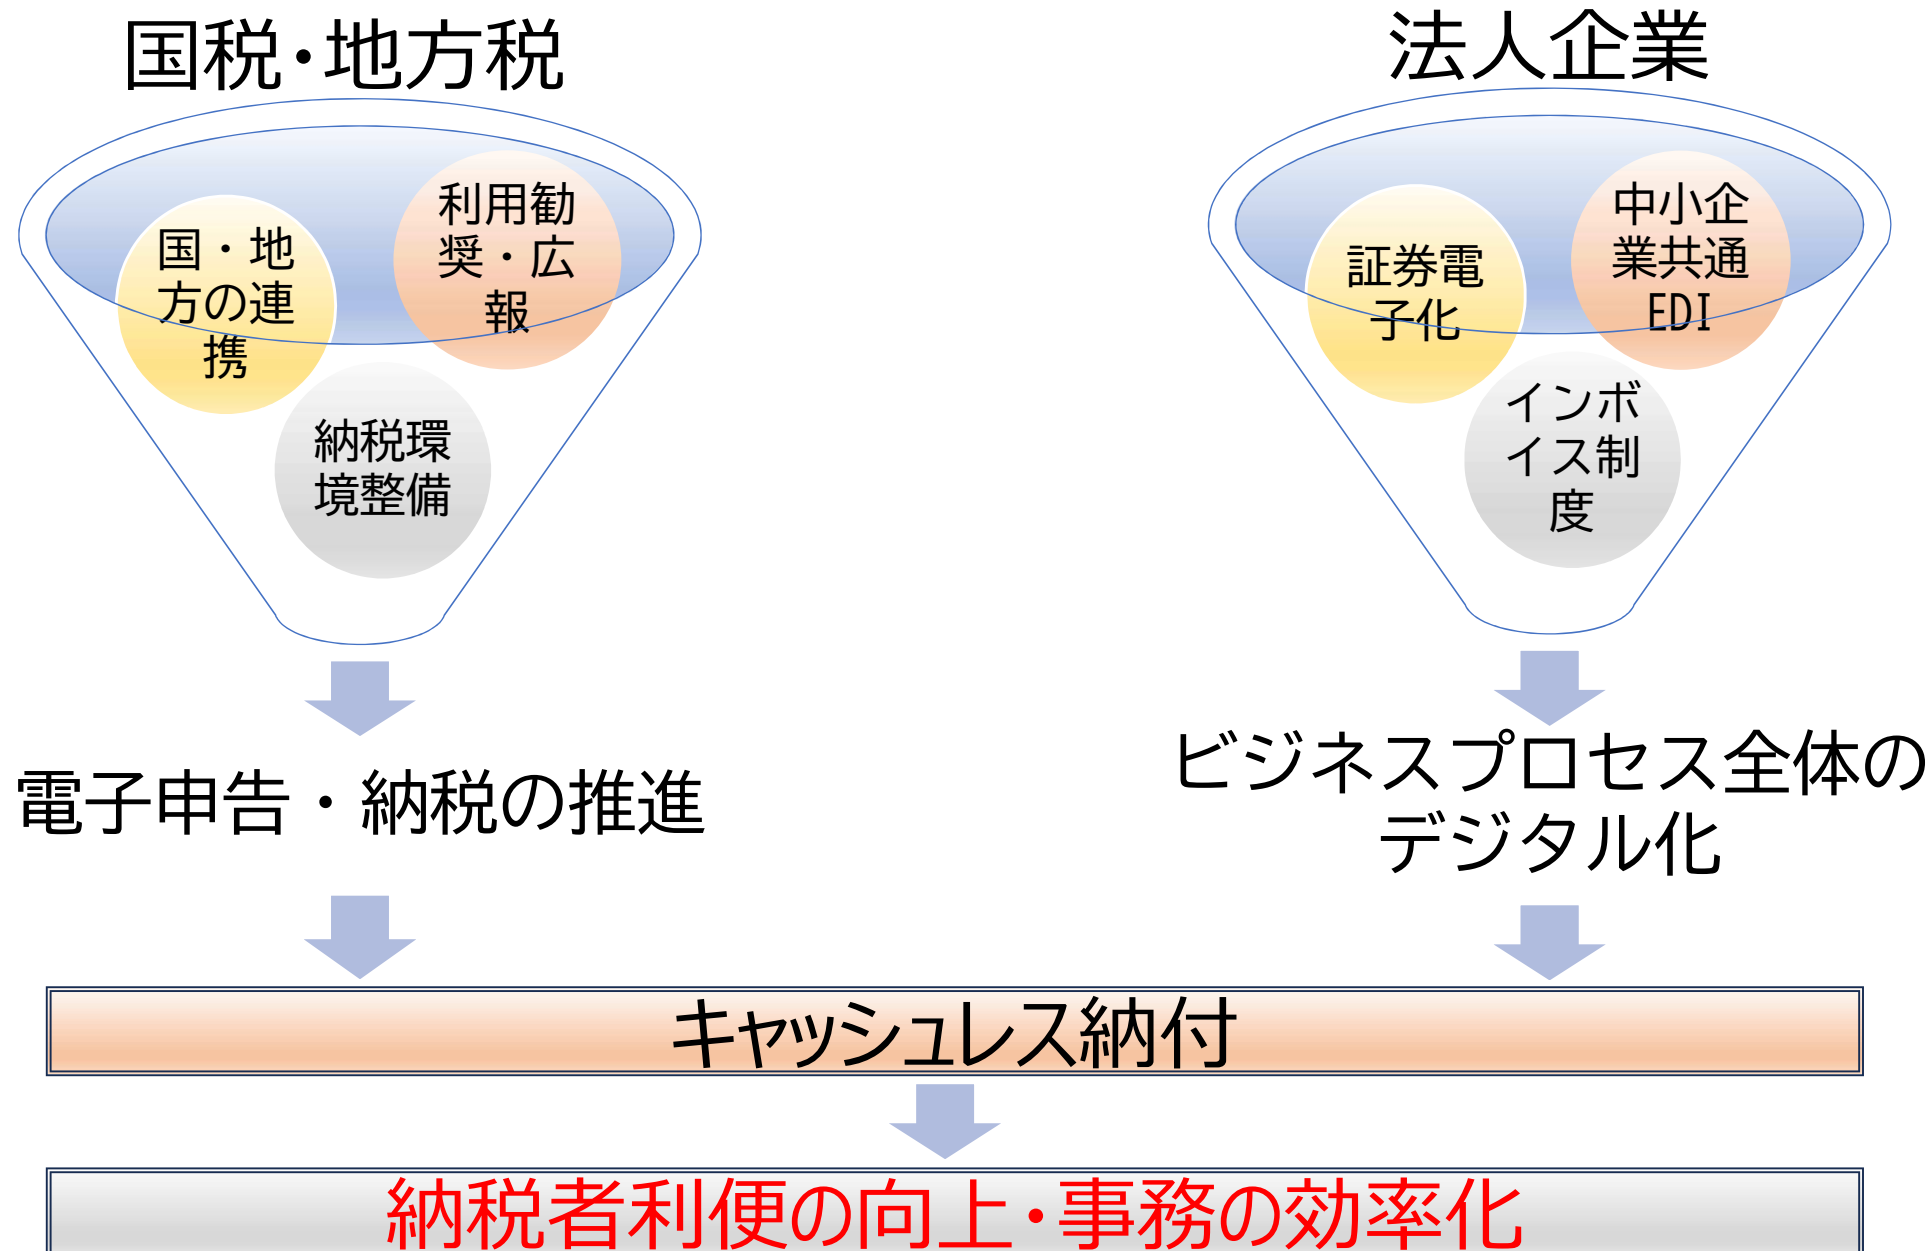 国税・地方税
国・地
方の連
携
利用勧
奨・広
報
納税環
境整備
電子申告・納税の推進
法人企業
証券電
子化
中小企
業共通
EDI
インボ
イス制
度
ビジネスプロセス全体の
デジタル化
キャッシュレス納付
納税者利便の向上・事務の効率化